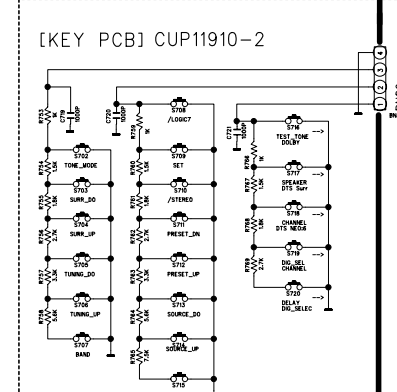 [KEY PCB] CUP11910-2
4
3
2
1
BN
R753
1K
C719
1000P
S702
TONE_MODE
R754
1.5K
S703
SURR_DO
R755
1.8K
S704
SURR_UP
R756
2.7K
S705
TUNING_DO
R757
3.3K
S706
TUNING_UP
R758
5.6K
S707
BAND
C720
1000P
R759
1K
S708
/LOGIC7
R760
1.5K
S709
SET
R761
1.8K
S710
/STEREO
R762
2.7K
S711
PRESET_DN
R763
3.3K
S712
PRESET_UP
R764
5.6K
S713
SOURCE_DO
R765
7.5K
S714
SOURCE_UP
S715
C721
1000P
R766
1K
S716
TEST_TONE
DOLBY
R767
1.5K
S717
SPEAKER
DTS Surr
R768
1.8K
S718
CHANNEL
DTS NEO:6
R769
2.7K
S719
DIG_SEL
CHANNEL
S720
DELAY
DIG_SELEC